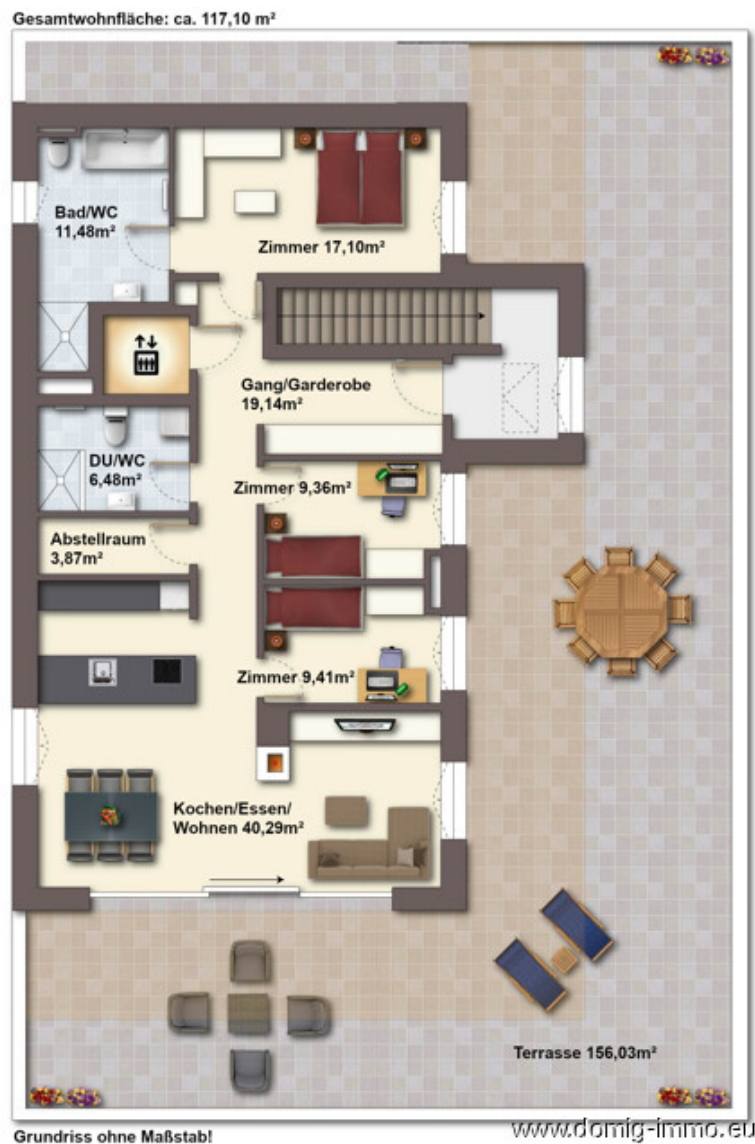 Gesamtwohnfläche: ca. 117,10 m²
Bad/WC
11,48m²
Zimmer 17,10m²
Gang/Garderobe
19,14m²
DU/WC
6,48m²
Zimmer 9,36m²
Abstellraum
3,87m²
Zimmer 9,41m²
Kochen/Essen/
Wohnen 40,29m²
Terrasse 156,03m²
Grundriss ohne Maßstab!
www.domig-immo.eu